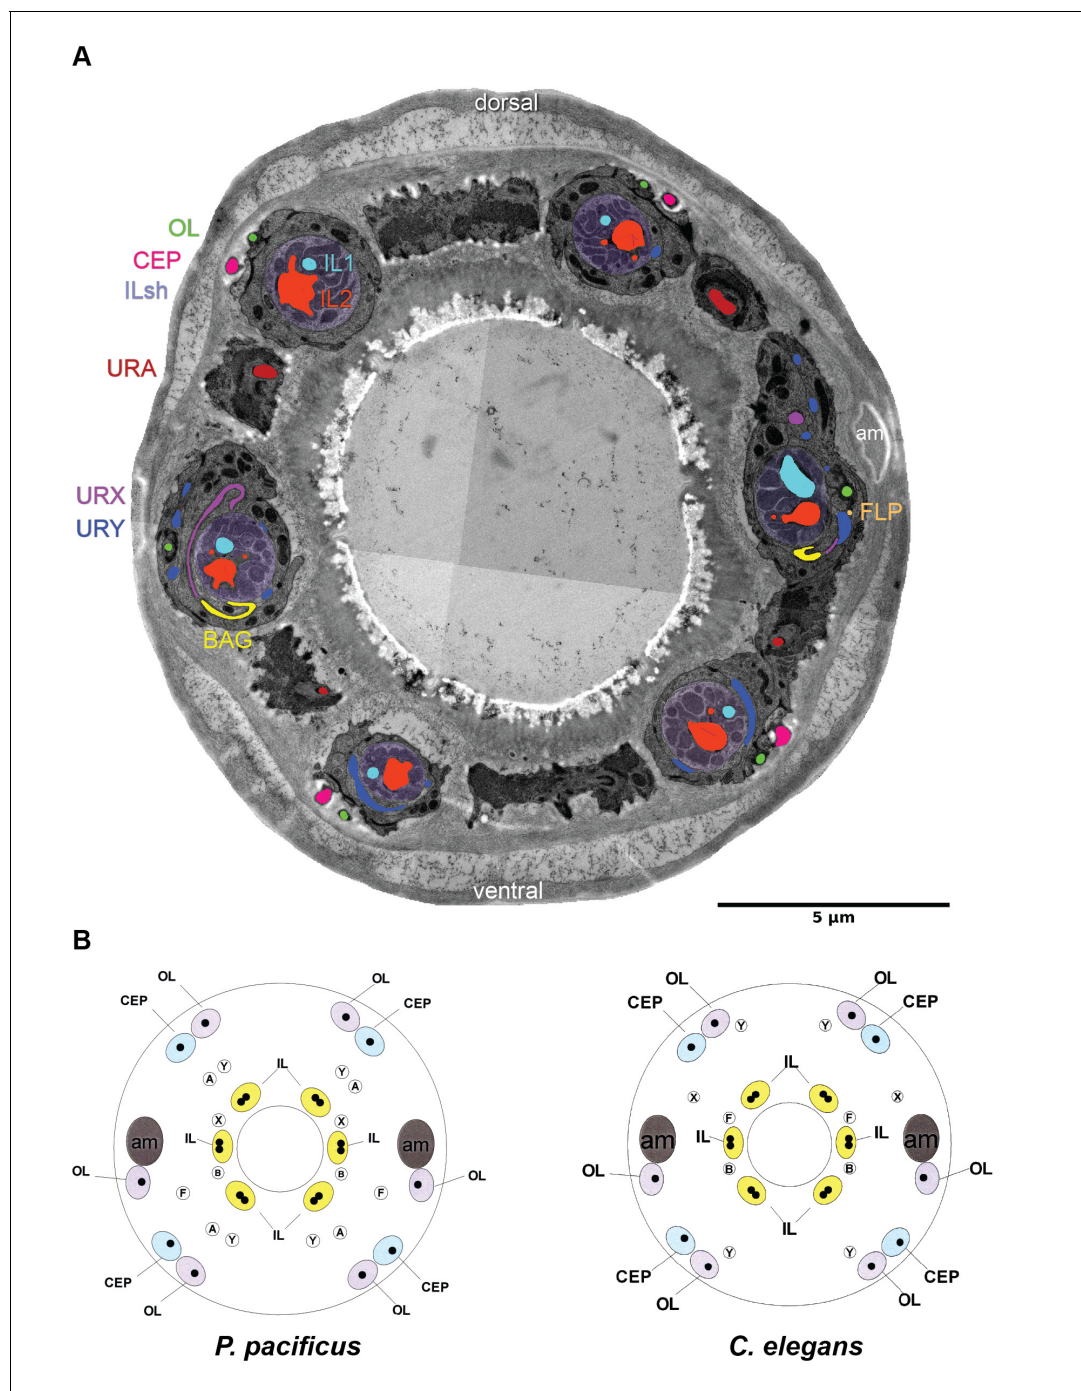 A
dorsal
OL
CEP
ILsh
IL1
IL2
URA
am
URX
URY
FLP
BAG
ventral
5 µm
B
OL OL
CEP CEP
IL
Y Y
A A
X X
am IL IL am
OL B B OL
F F
A Y IL Y A
CEP CEP
OL OL
P. pacificus
OL OL
CEP CEP
Y Y
IL
X X
F F
am IL IL am
OL B B OL
IL
Y Y
CEP CEP
OL OL
C. elegans